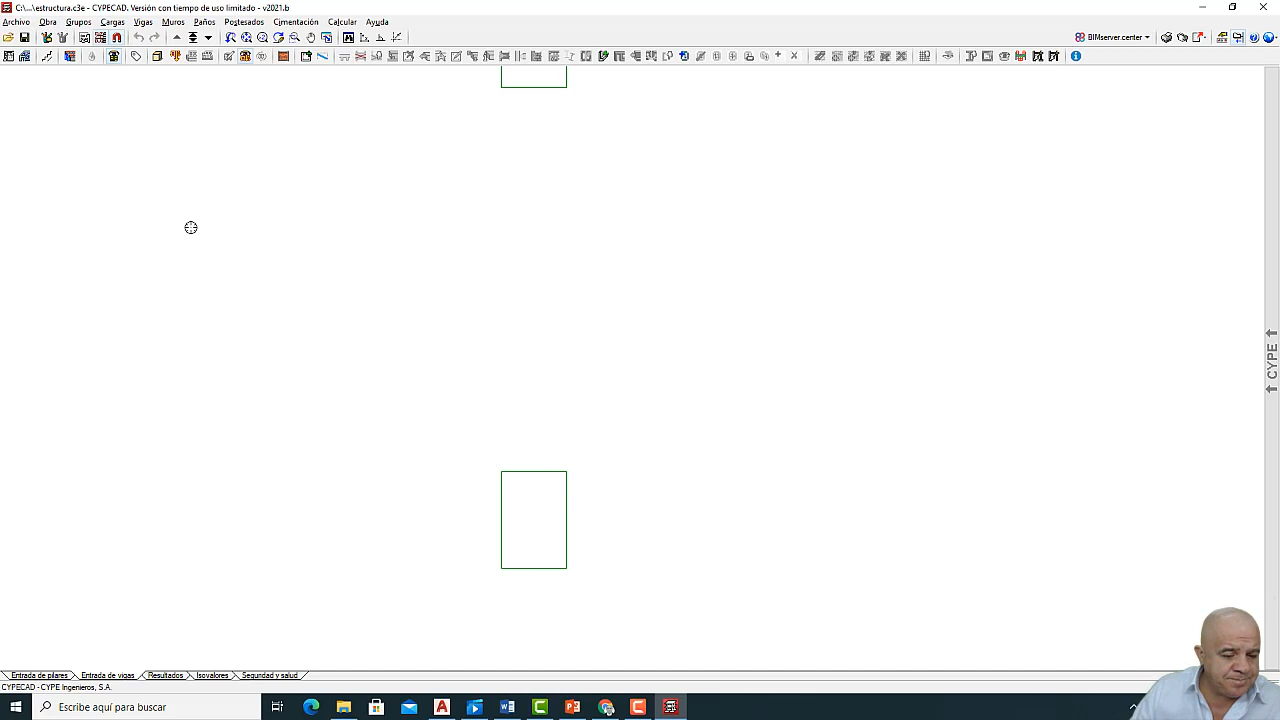 C:\...\estructura.c3e - CYPECAD. Versión con tiempo de uso limitado - v2021.b
Archivo Obra Grupos Cargas Vigas Muros Paños Postesados Cimentación Calcular Ayuda
BIMserver.center
CYPE
Entrada de pilares Entrada de vigas Resultados Isovalores Seguridad y salud
CYPECAD - CYPE Ingenieros, S.A.
Escribe aquí para buscar